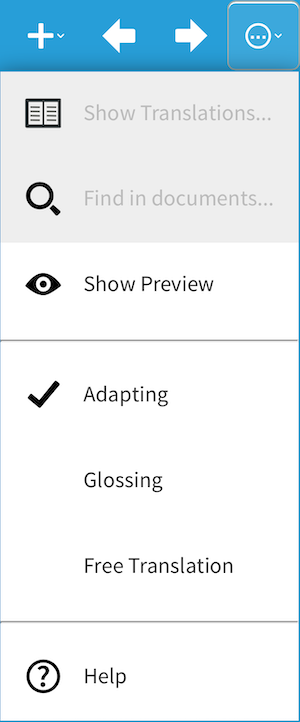 Show Translations...
Find in documents...
Show Preview
Adapting
Glossing
Free Translation
Help